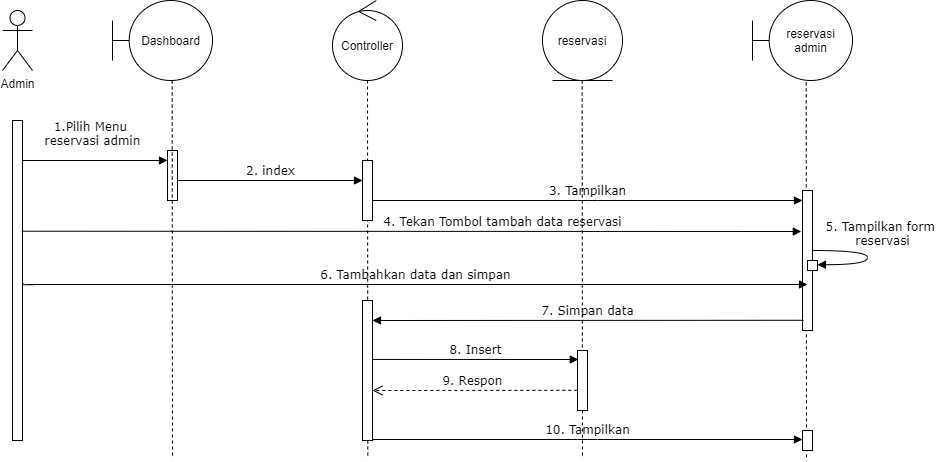 Admin
Dashboard
Controller
reservasi
reservasi
admin
1.Pilih Menu
reservasi admin
2. index
3. Tampilkan
4. Tekan Tombol tambah data reservasi
5. Tampilkan form
reservasi
6. Tambahkan data dan simpan
7. Simpan data
8. Insert
9. Respon
10. Tampilkan